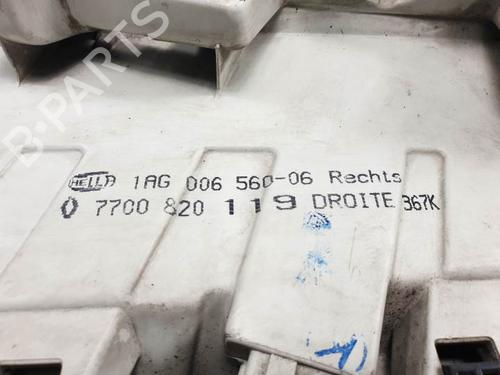 B-PARTS
HELLA 1AG 006 560-06 Rechts
0 7700 820 119 DROITE 367K